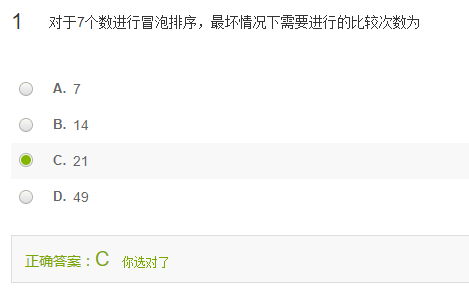 1 对于7个数进行冒泡排序，最坏情况下需要进行的比较次数为
A. 7
B. 14
C. 21
D. 49
正确答案：C 你选对了